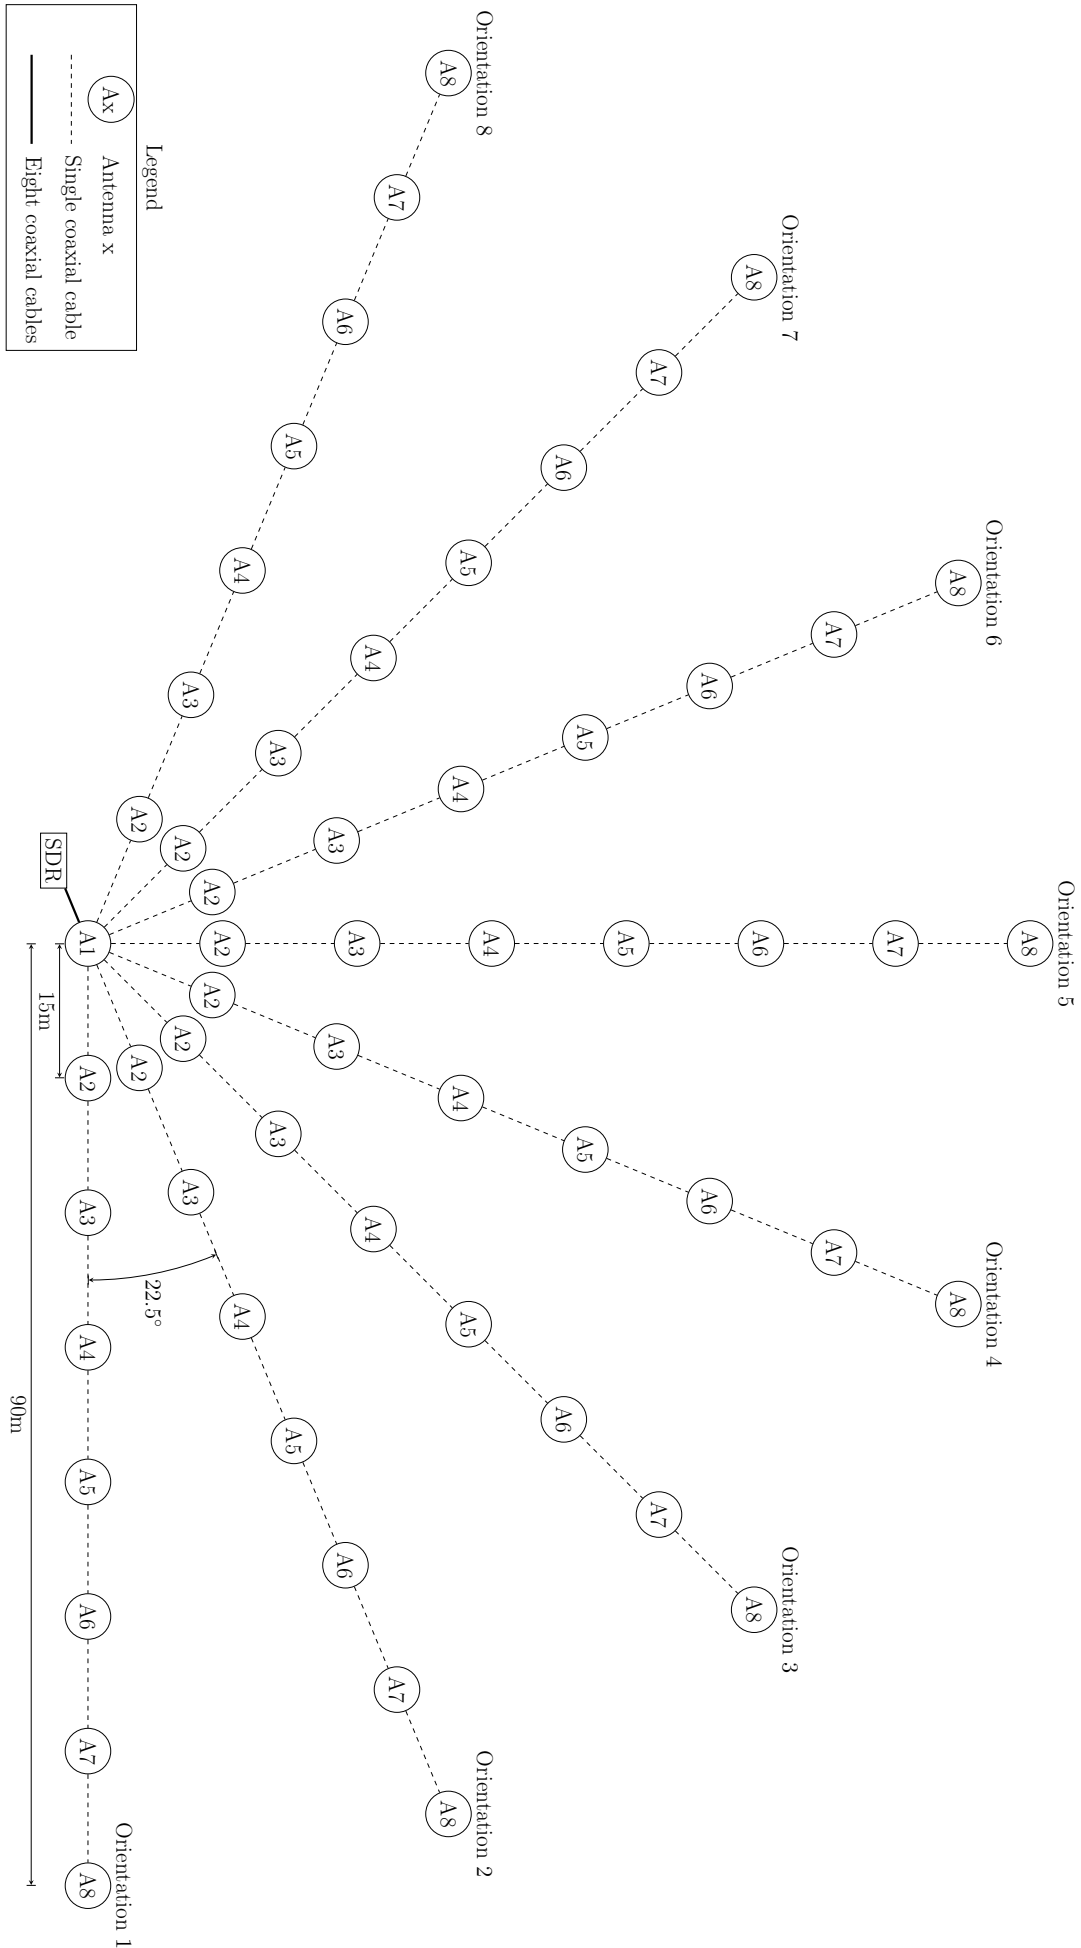 Orientation 8
A8
A7
A6
A5
A4
A3
A2
Orientation 7
A8
A7
A6
A5
A4
A3
A2
Orientation 6
A8
A7
A6
A5
A4
A3
A2
Orientation 5
A8
A7
A6
A5
A4
A3
A2
Orientation 4
A8
A7
A6
A5
A4
A3
A2
Orientation 3
A8
A7
A6
A5
A4
A3
A2
Orientation 2
A8
A7
A6
A5
A4
A3
A2
Orientation 1
A8
A7
A6
A5
A4
A3
A2
A1
SDR
22.5°
15m
90m
Legend
Ax Antenna x
Single coaxial cable
Eight coaxial cables